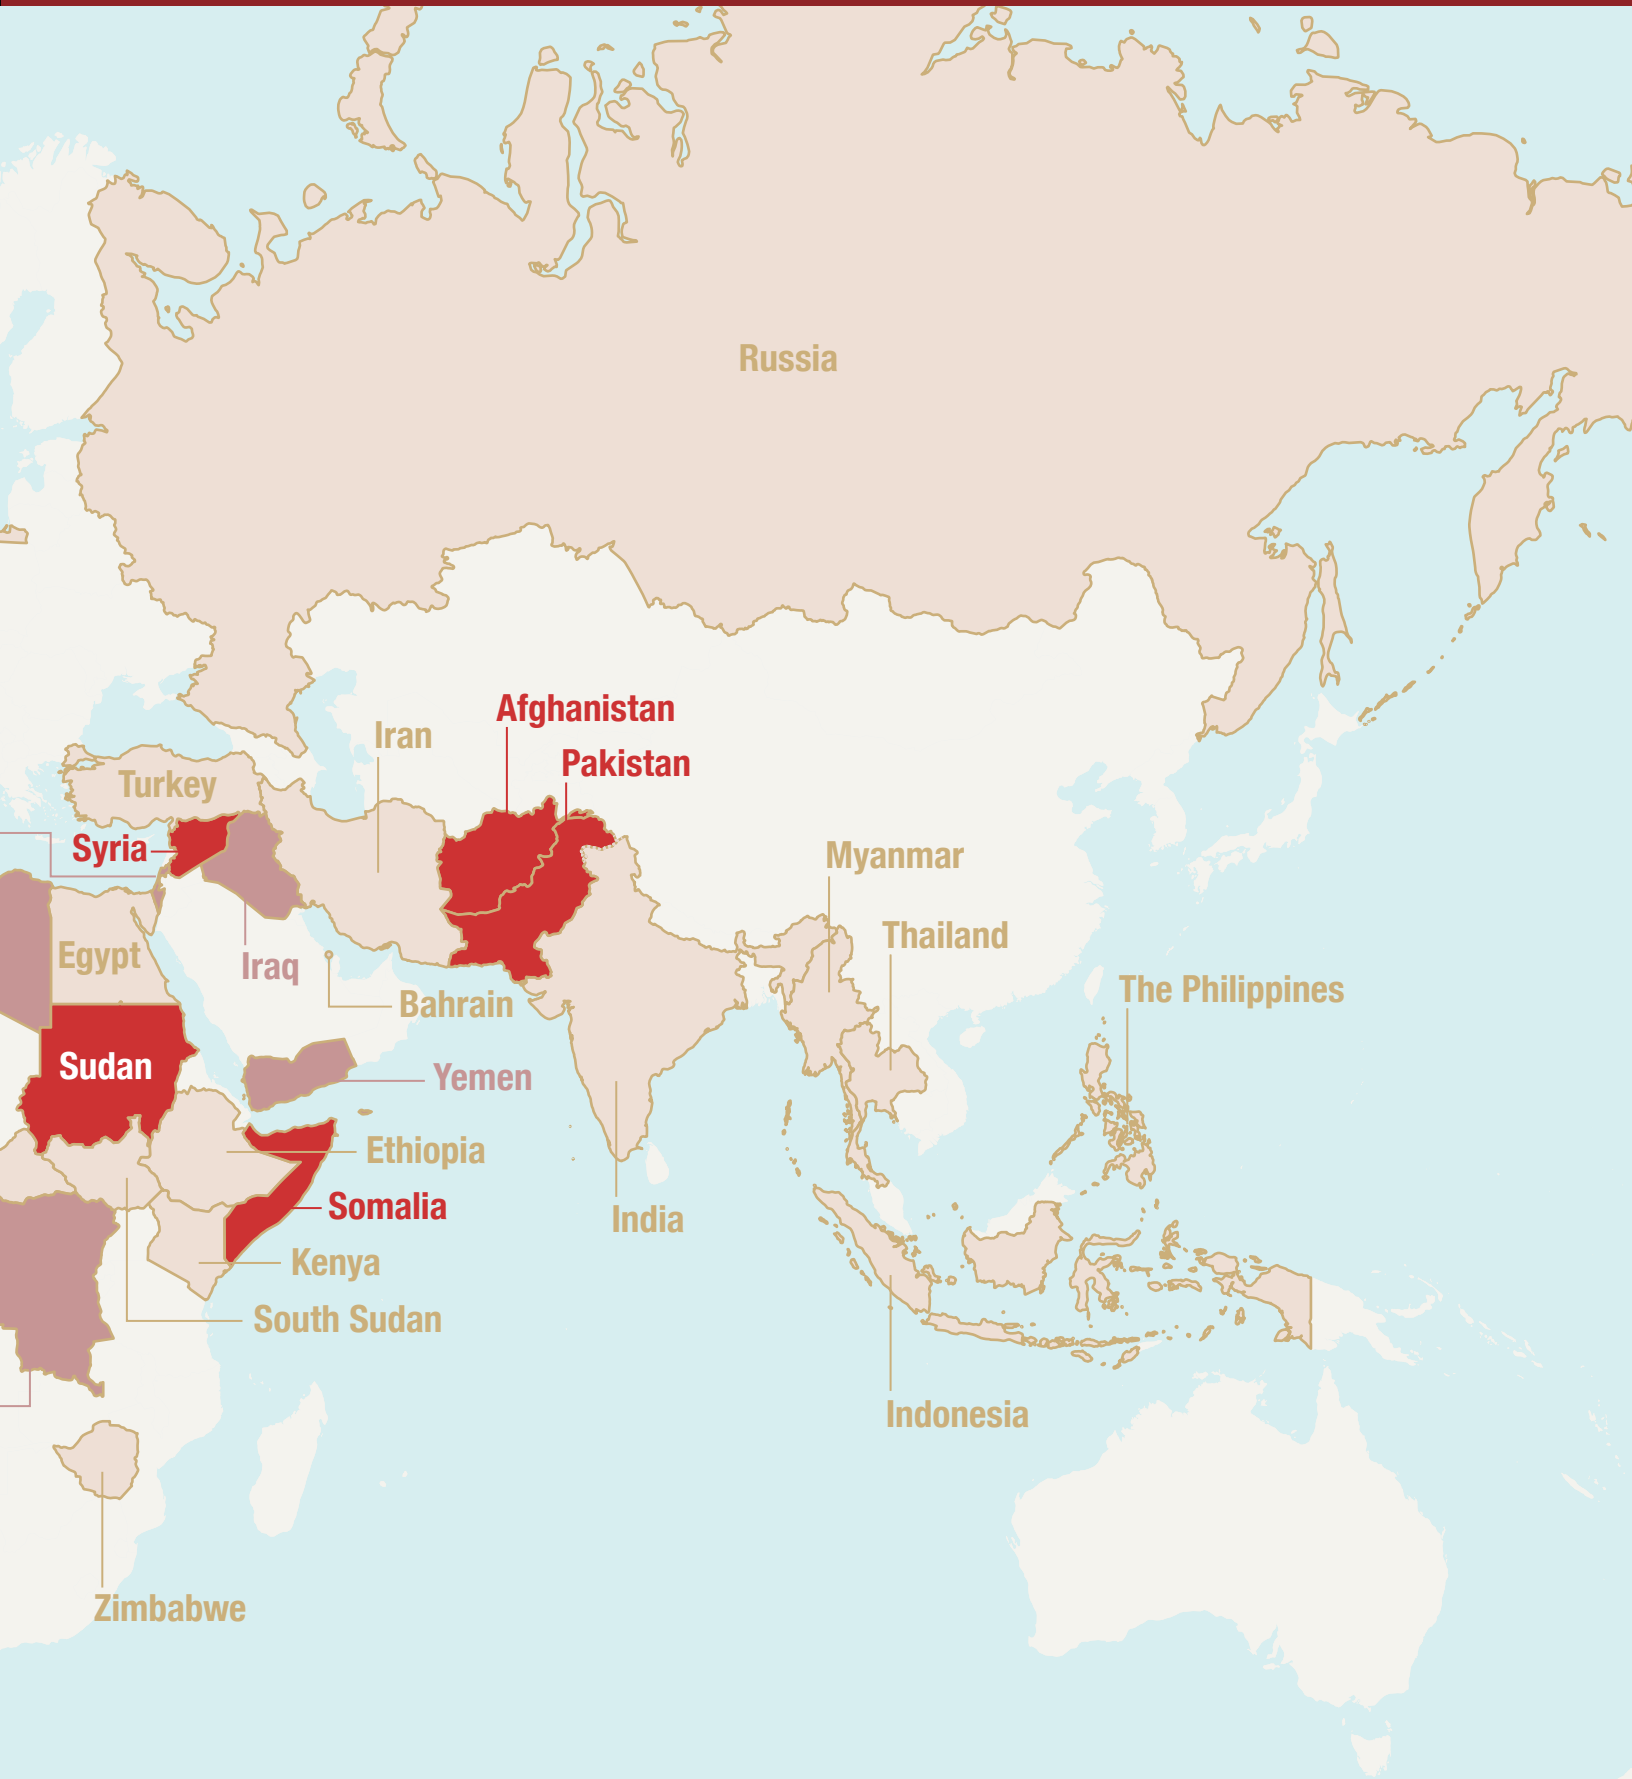 Russia
Afghanistan
Iran
Pakistan
Turkey
Syria
Myanmar
Thailand
Egypt
Iraq
The Philippines
Bahrain
Sudan
Yemen
Ethiopia
Somalia
India
Kenya
South Sudan
Indonesia
Zimbabwe